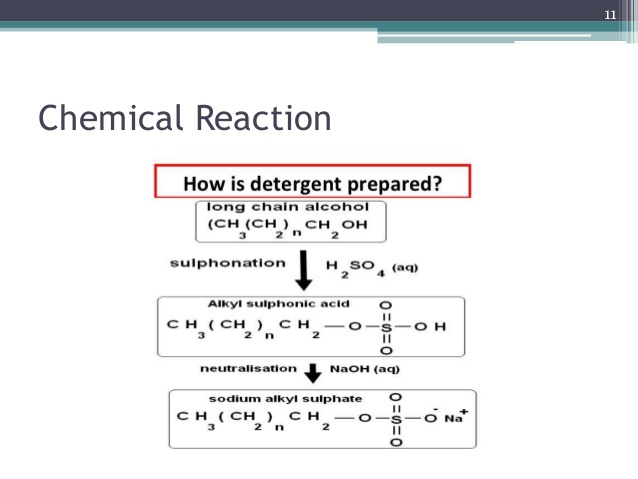 11
Chemical Reaction
How is detergent prepared?
long chain alcohol
(CH3(CH2)nCH2OH
sulphonation H2SO4 (aq)
Alkyl sulphonic acid
O
CH3(CH2)nCH2—O—S—OH
O
neutralisation NaOH (aq)
sodium alkyl sulphate
O
CH3(CH2)nCH2—O—S—O-Na+
O